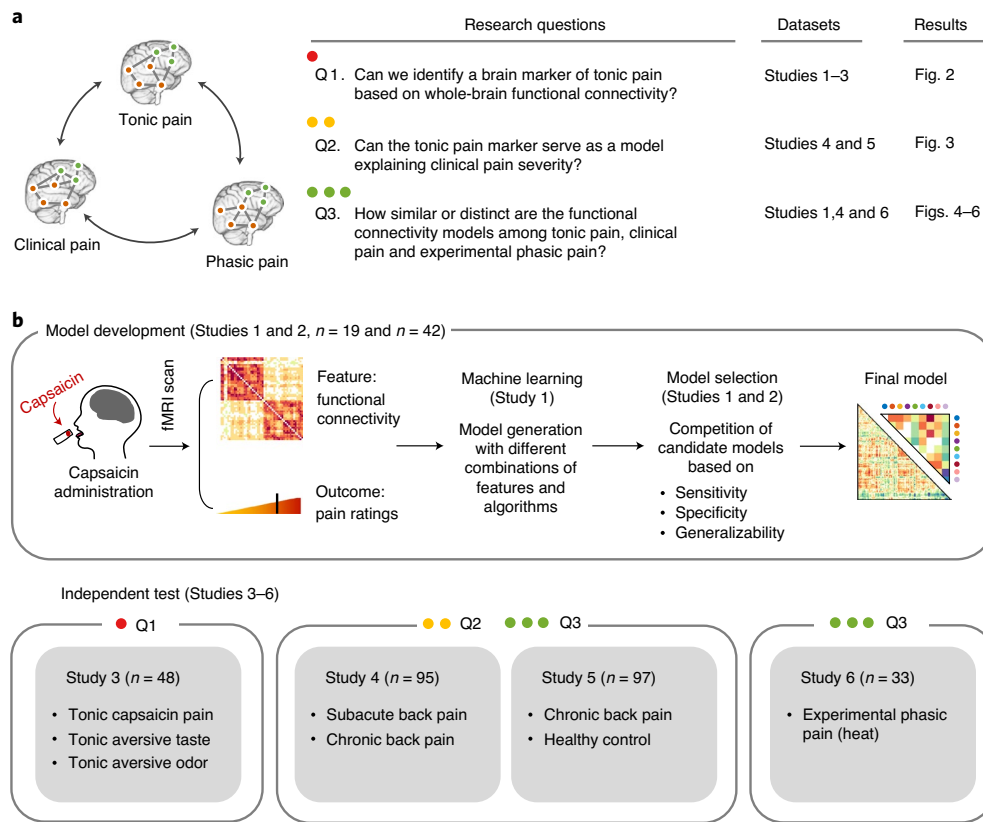 a
Research questions
Datasets
Results
Tonic pain
Clinical pain
Phasic pain
Q1. Can we identify a brain marker of tonic pain
based on whole-brain functional connectivity?
Studies 1–3
Fig. 2
Q2. Can the tonic pain marker serve as a model
explaining clinical pain severity?
Studies 4 and 5
Fig. 3
Q3. How similar or distinct are the functional
connectivity models among tonic pain, clinical
pain and experimental phasic pain?
Studies 1,4 and 6
Figs. 4–6
b
Model development (Studies 1 and 2, n = 19 and n = 42)
Capsaicin
Capsaicin
administration
fMRI scan
Feature:
functional
connectivity
Outcome:
pain ratings
Machine learning
(Study 1)
Model generation
with different
combinations of
features and
algorithms
Model selection
(Studies 1 and 2)
Competition of
candidate models
based on
• Sensitivity
• Specificity
• Generalizability
Final model
Independent test (Studies 3–6)
Q1
Study 3 (n = 48)
• Tonic capsaicin pain
• Tonic aversive taste
• Tonic aversive odor
Q2
Q3
Study 4 (n = 95)
• Subacute back pain
• Chronic back pain
Study 5 (n = 97)
• Chronic back pain
• Healthy control
Q3
Study 6 (n = 33)
• Experimental phasic
pain (heat)